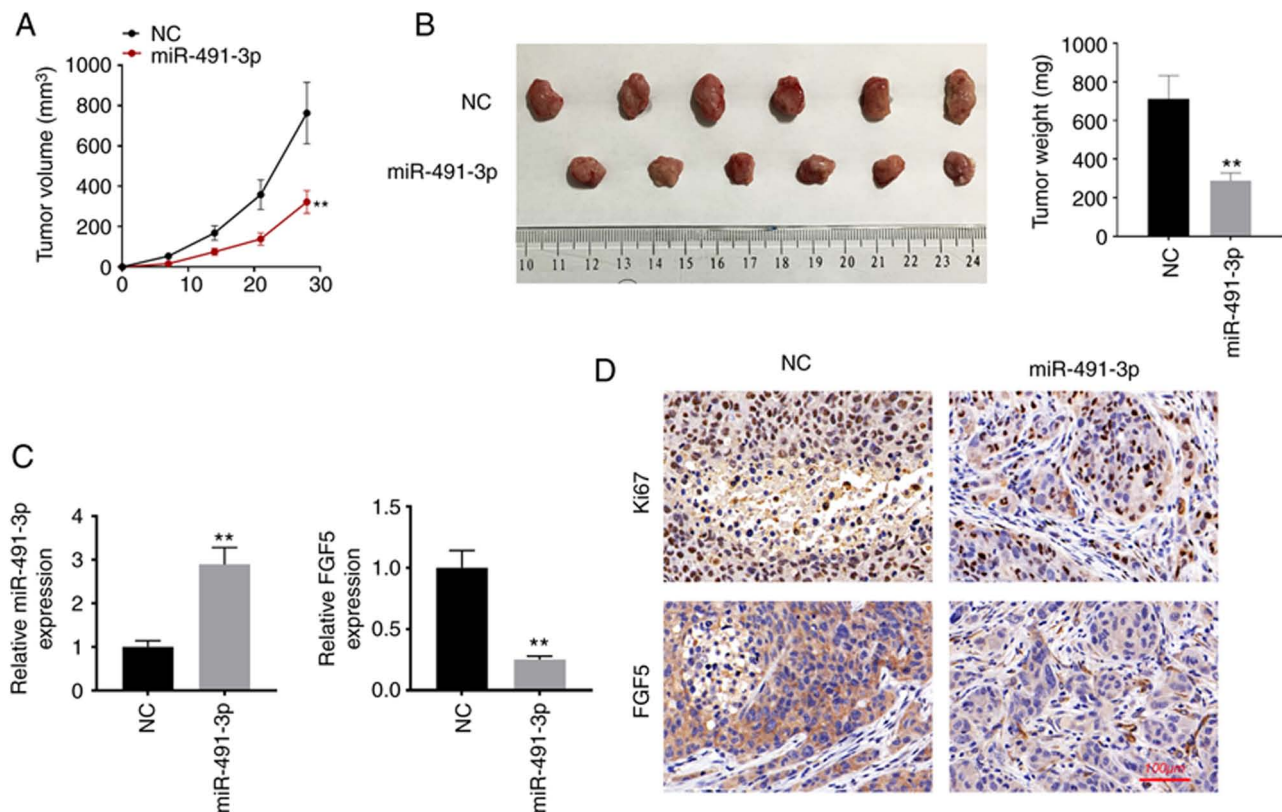 A
NC
miR-491-3p
Tumor volume (mm³)
1000
800
600
400
200
0
0
10
20
30
B
NC
miR-491-3p
10 11 12 13 14 15 16 17 18 19 20 21 22 23 24
Tumor weight (mg)
1000
800
600
400
200
0
**
**
NC
miR-491-3p
C
Relative miR-491-3p
expression
4
3
2
1
0
**
NC
miR-491-3p
Relative FGF5
expression
1.5
1.0
0.5
0.0
**
NC
miR-491-3p
D
NC
miR-491-3p
Ki67
FGF5
100µm